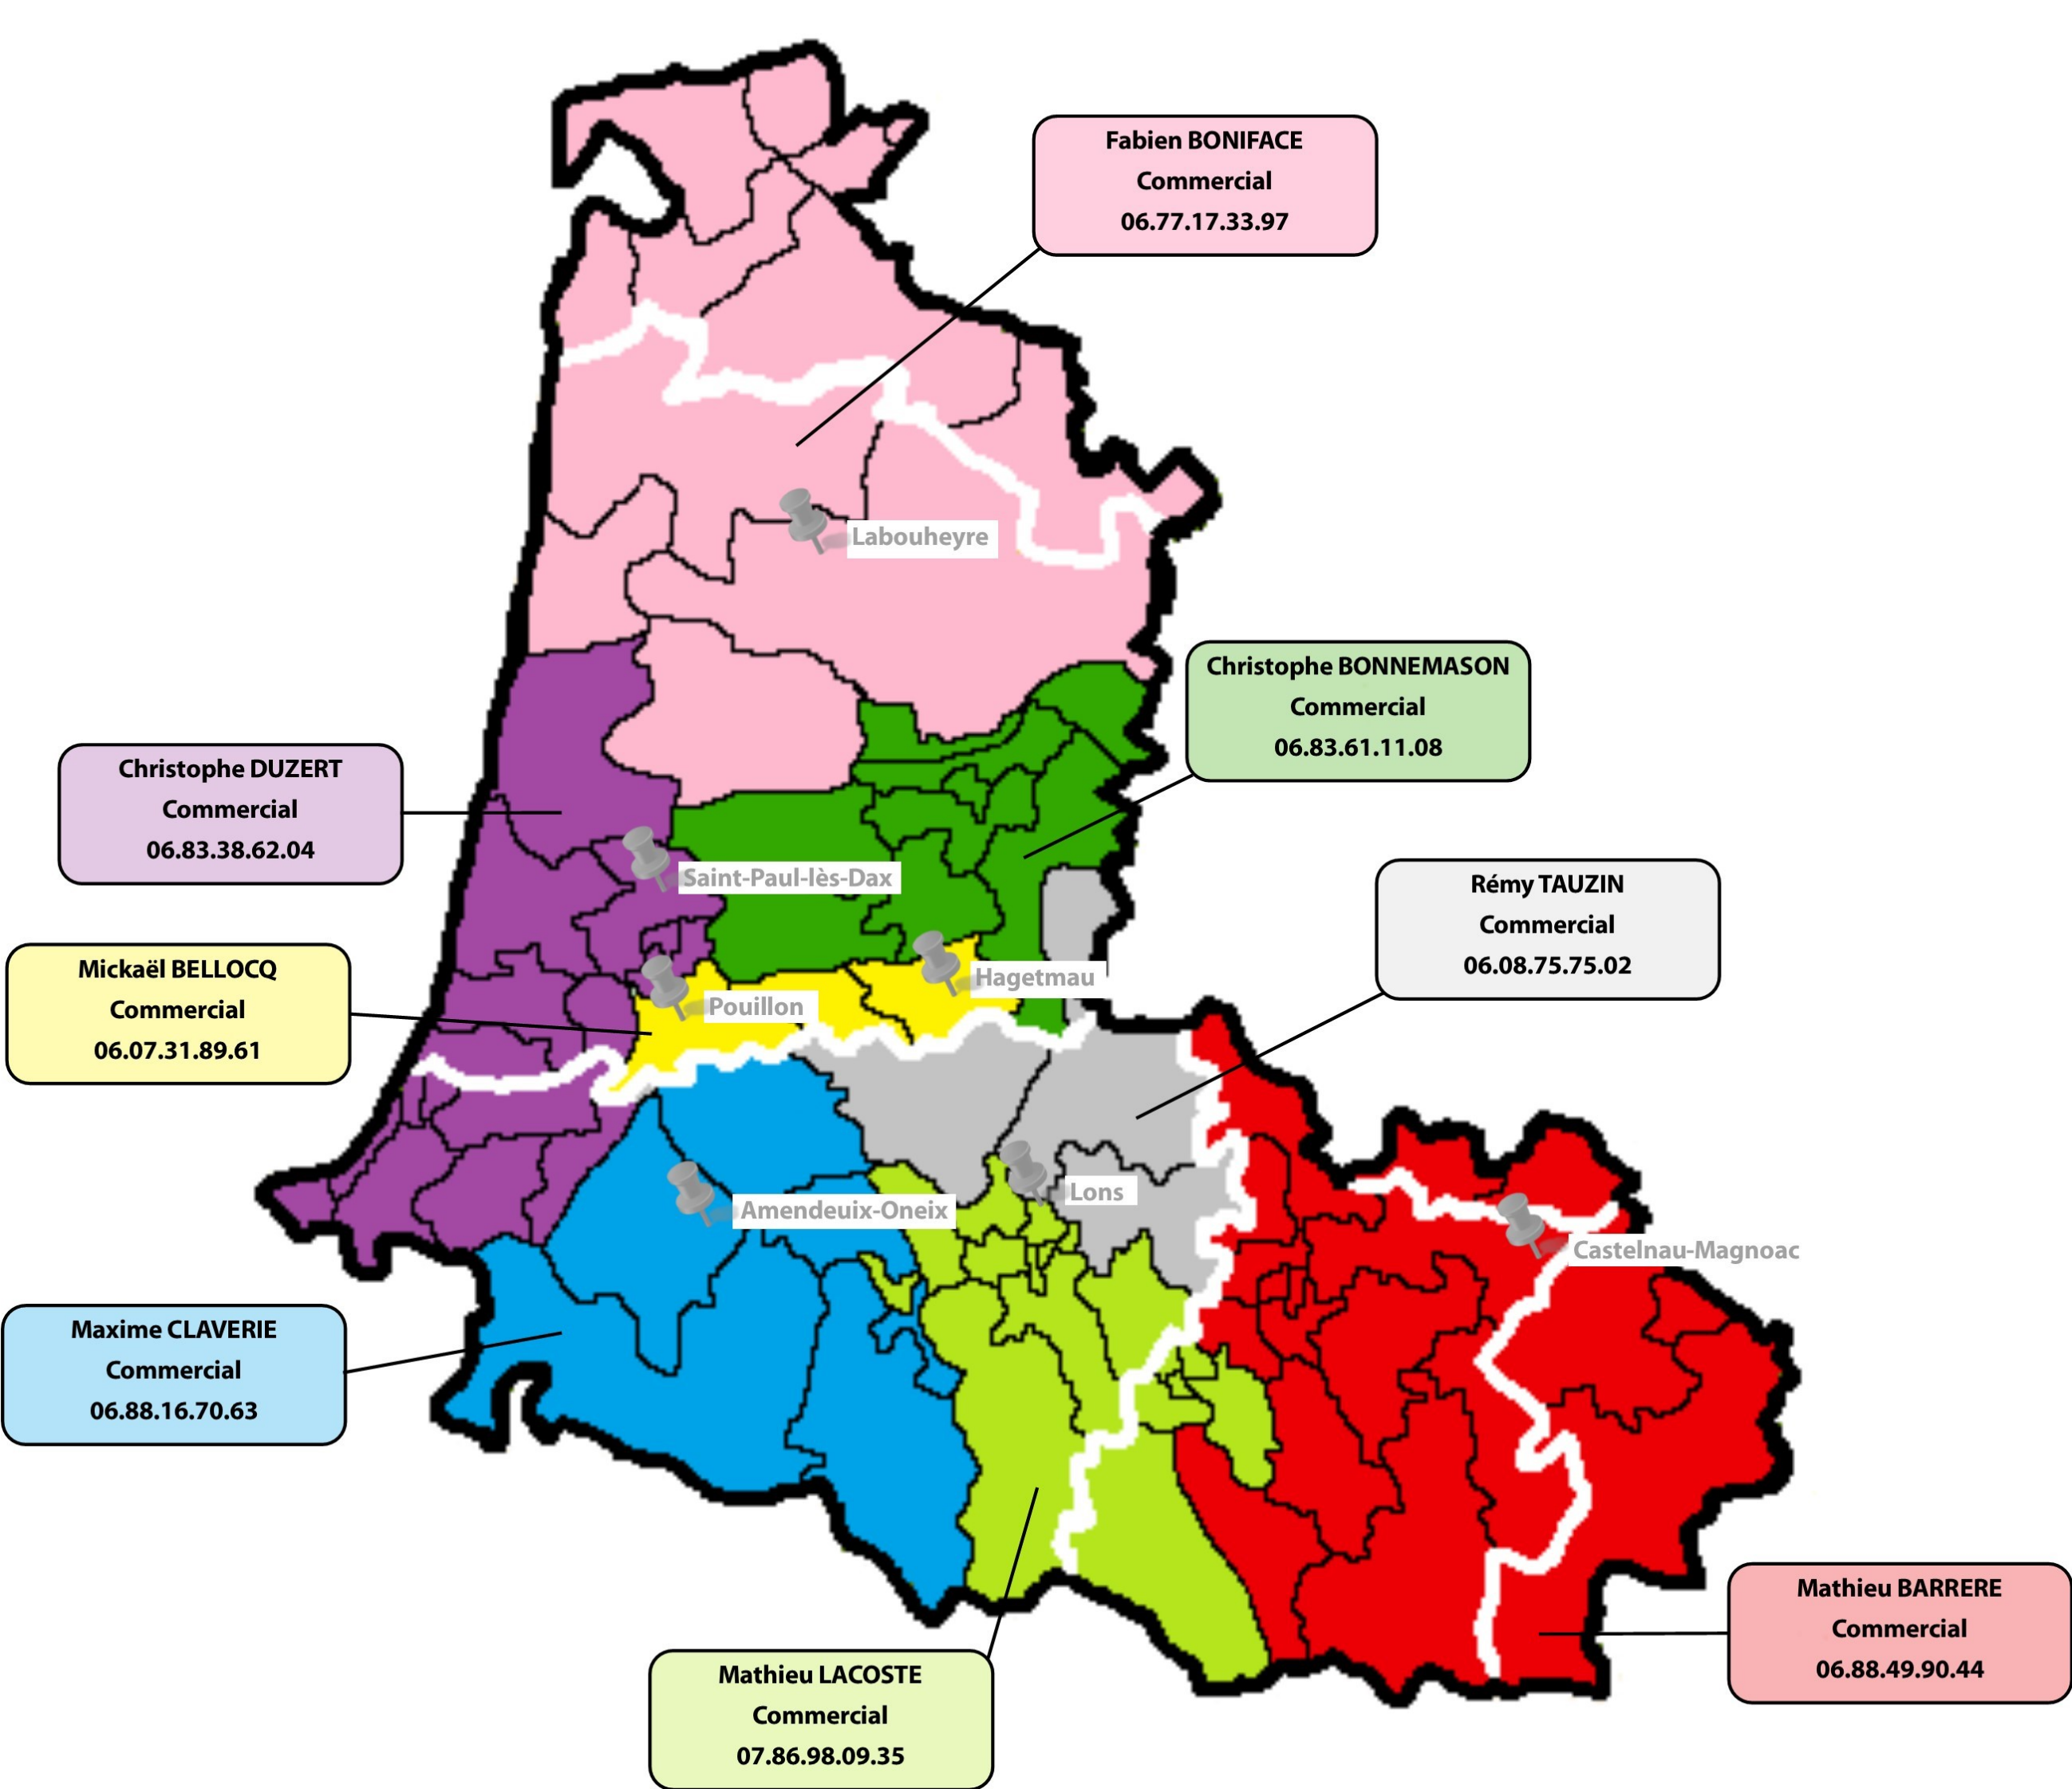 Fabien BONIFACE
Commercial
06.77.17.33.97
Labouheyre
Christophe BONNEMASON
Commercial
06.83.61.11.08
Christophe DUZERT
Commercial
06.83.38.62.04
Saint-Paul-lès-Dax
Rémy TAUZIN
Commercial
06.08.75.75.02
Mickaël BELLOCQ
Commercial
06.07.31.89.61
Hagetmau
Pouillon
Lons
Amendeuix-Oneix
Castelnau-Magnoac
Maxime CLAVERIE
Commercial
06.88.16.70.63
Mathieu BARRERE
Commercial
06.88.49.90.44
Mathieu LACOSTE
Commercial
07.86.98.09.35